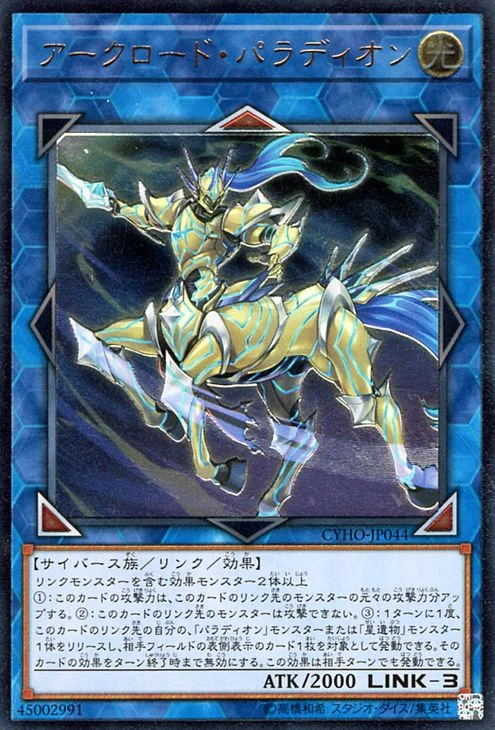 アークロード・パラディオン
光
CYHO-JP044
【サイバース族／リンク／効果】
リンクモンスターを含む効果モンスター2体以上
①：このカードの攻撃力は、このカードのリンク先のモンスターの元々の攻撃力分アッ
プする。②：このカードのリンク先のモンスターは攻撃できない。③：1ターンに1度、
このカードのリンク先の自分の、「パラディオン」モンスターまたは「星遺物」モンスター
1体をリリースし、相手フィールドの表側表示のカード1枚を対象として発動できる。その
カードの効果をターン終了時まで無効にする。この効果は相手ターンでも発動できる。
ATK/2000 LINK-3
45002991
©高橋和希 スタジオ・ダイス/集英社